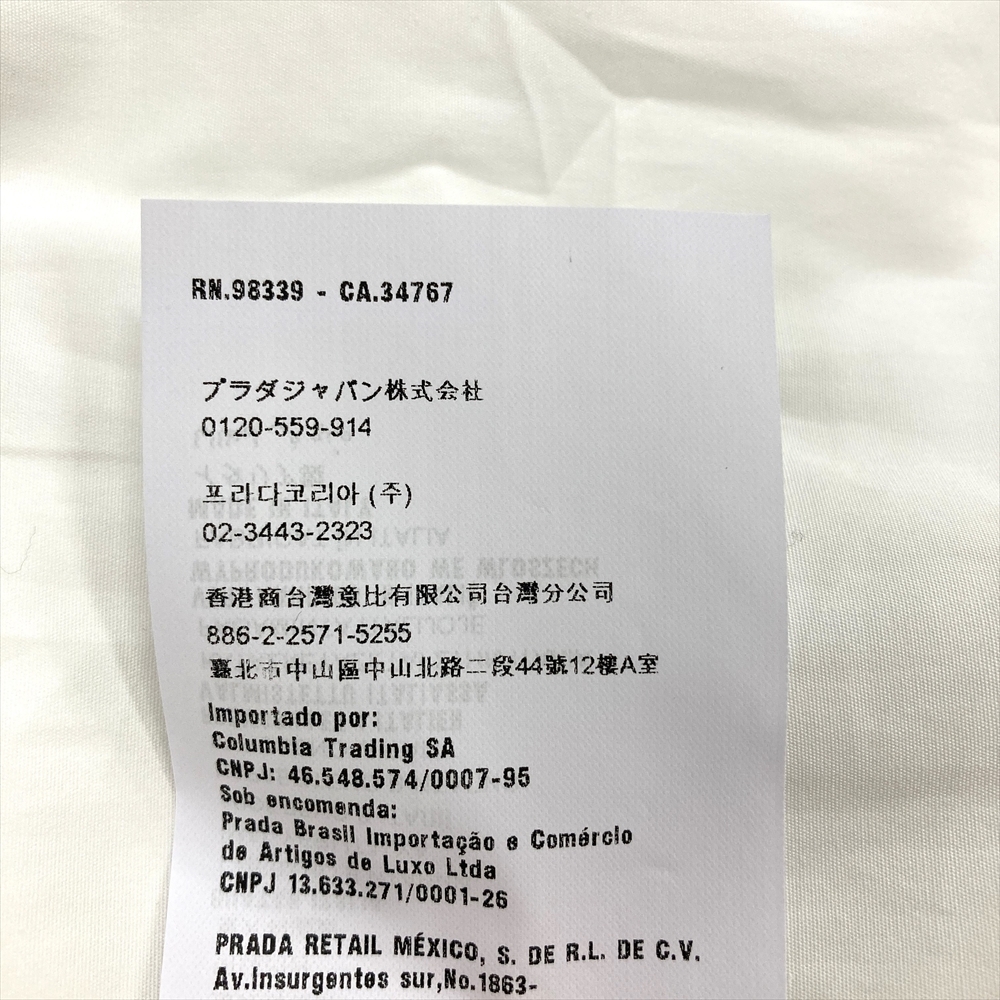 RN.98339 - CA.34767
プラダジャパン株式会社
0120-559-914
프라다코리아 (주)
02-3443-2323
香港商台灣意比有限公司台灣分公司
886-2-2571-5255
臺北市中山區中山北路二段44號12樓A室
Importado por:
Columbia Trading SA
CNPJ: 46.548.574/0007-95
Sob encomenda:
Prada Brasil Importação e Comércio
de Artigos de Luxo Ltda
CNPJ 13.633.271/0001-26
PRADA RETAIL MÉXICO, S. DE R.L. DE C.V.
Av.Insurgentes sur,No.1863-